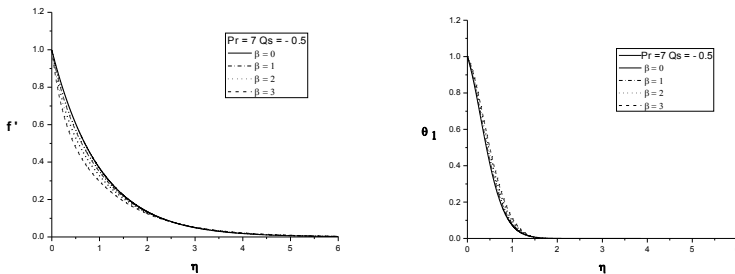 1.2
1.0
0.8
0.6
0.4
0.2
0.0
0 1 2 3 4 5 6
f'
η
Pr = 7 Qs = - 0.5
β = 0
β = 1
β = 2
β = 3
1.2
1.0
0.8
0.6
0.4
0.2
0.0
0 1 2 3 4 5
θ1
η
Pr =7 Qs = - 0.5
β = 0
β = 1
β = 2
β = 3